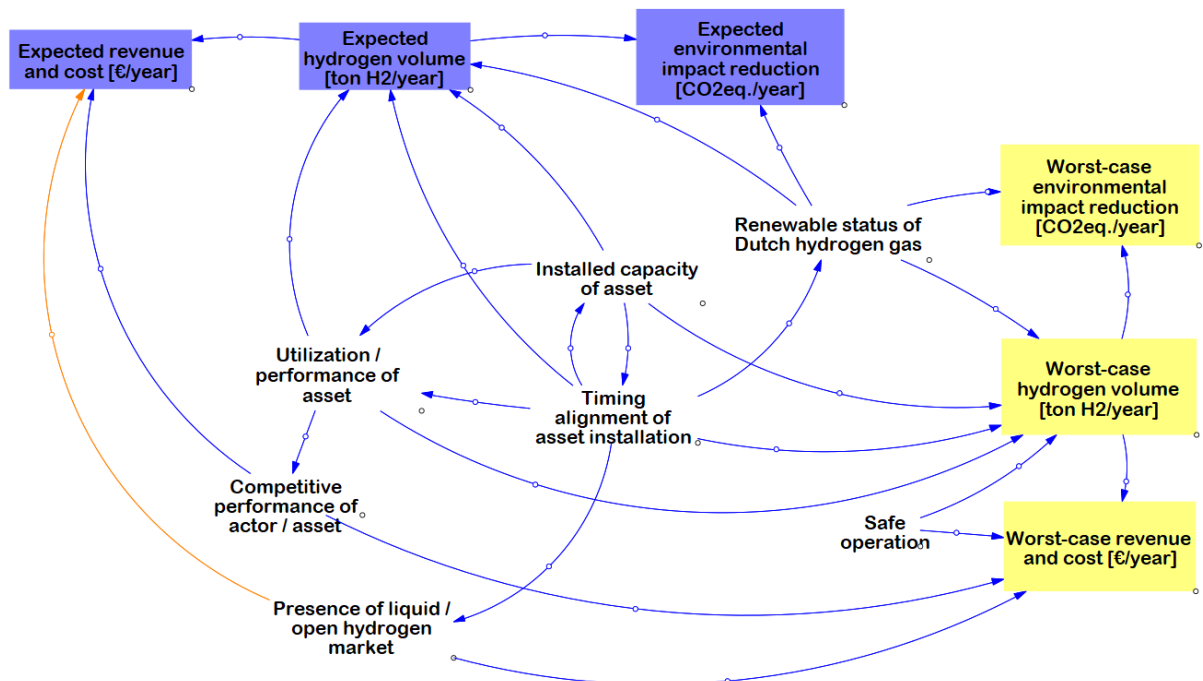 Expected revenue
and cost [€/year]
Expected
hydrogen volume
[ton H2/year]
Expected
environmental
impact reduction
[CO2eq./year]
Worst-case
environmental
impact reduction
[CO2eq./year]
Renewable status of
Dutch hydrogen gas
Installed capacity
of asset
Utilization /
performance of
asset
Timing
alignment of
asset installation
Worst-case
hydrogen volume
[ton H2/year]
Competitive
performance of
actor / asset
Safe
operation
Worst-case revenue
and cost [€/year]
Presence of liquid /
open hydrogen
market